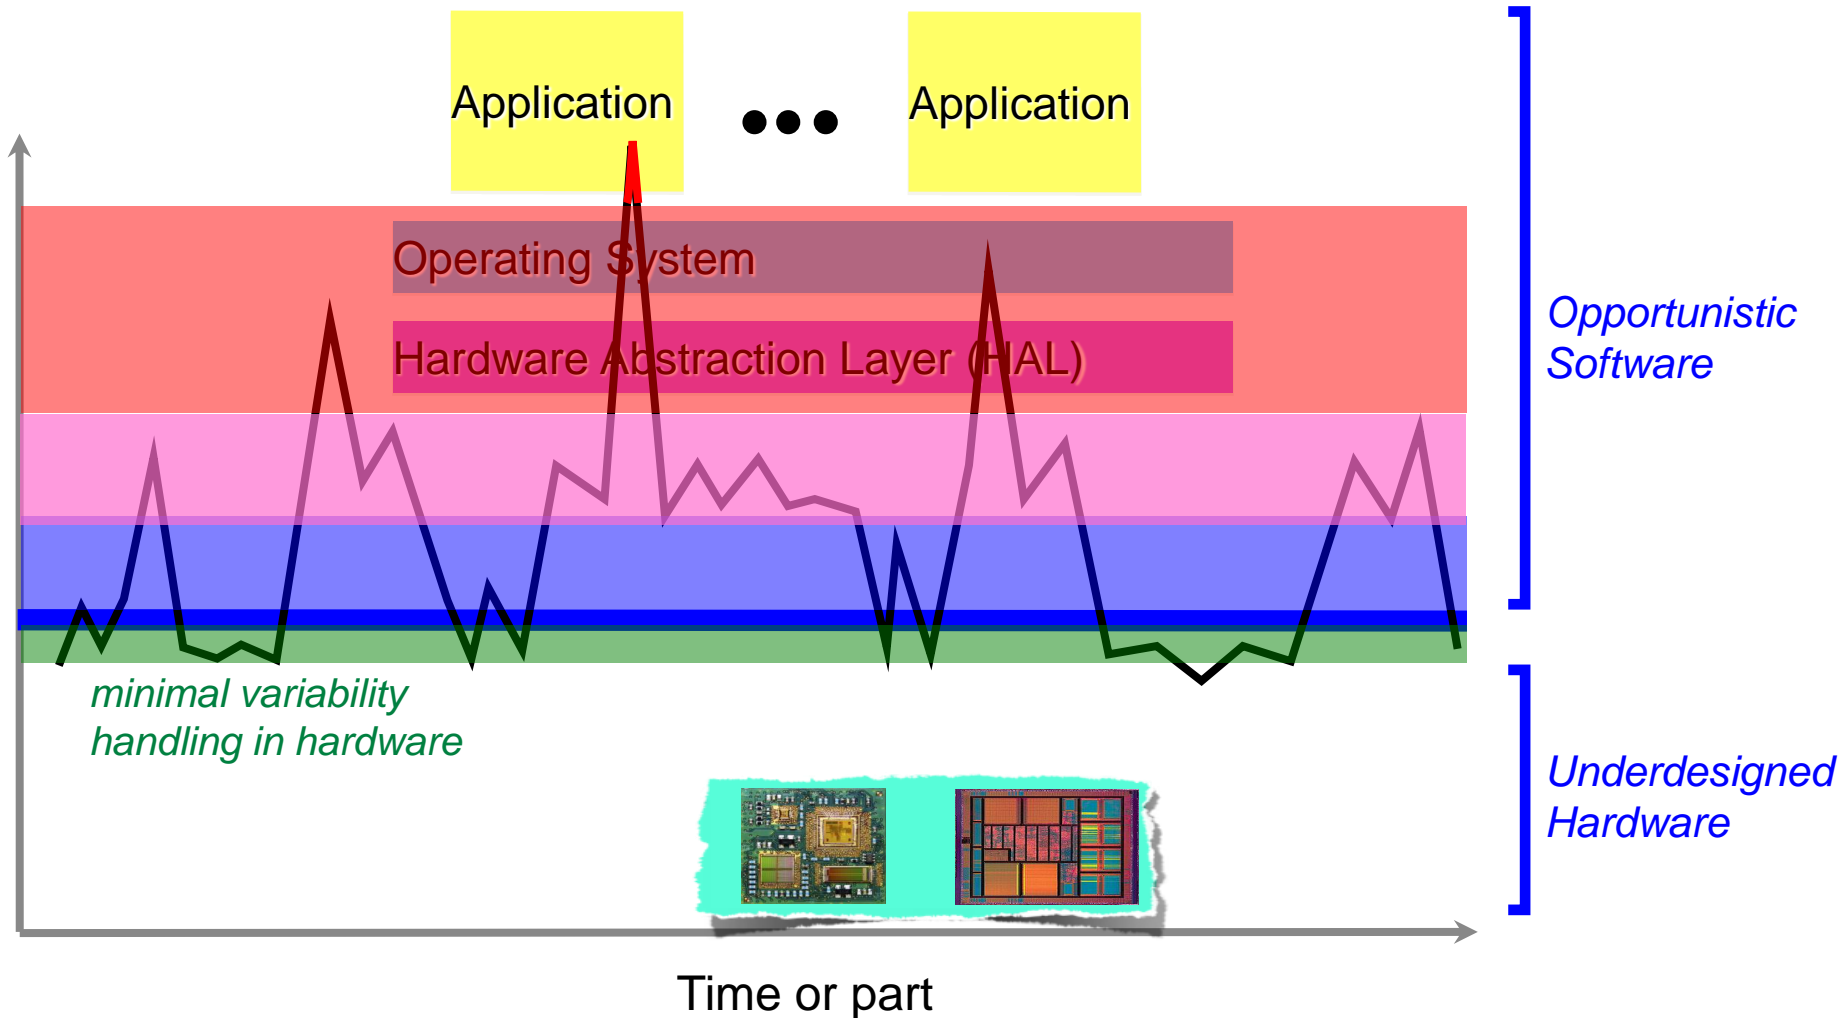 Application
Application
Operating System
Hardware Abstraction Layer (HAL)
Opportunistic
Software
minimal variability
handling in hardware
Underdesigned
Hardware
Time or part